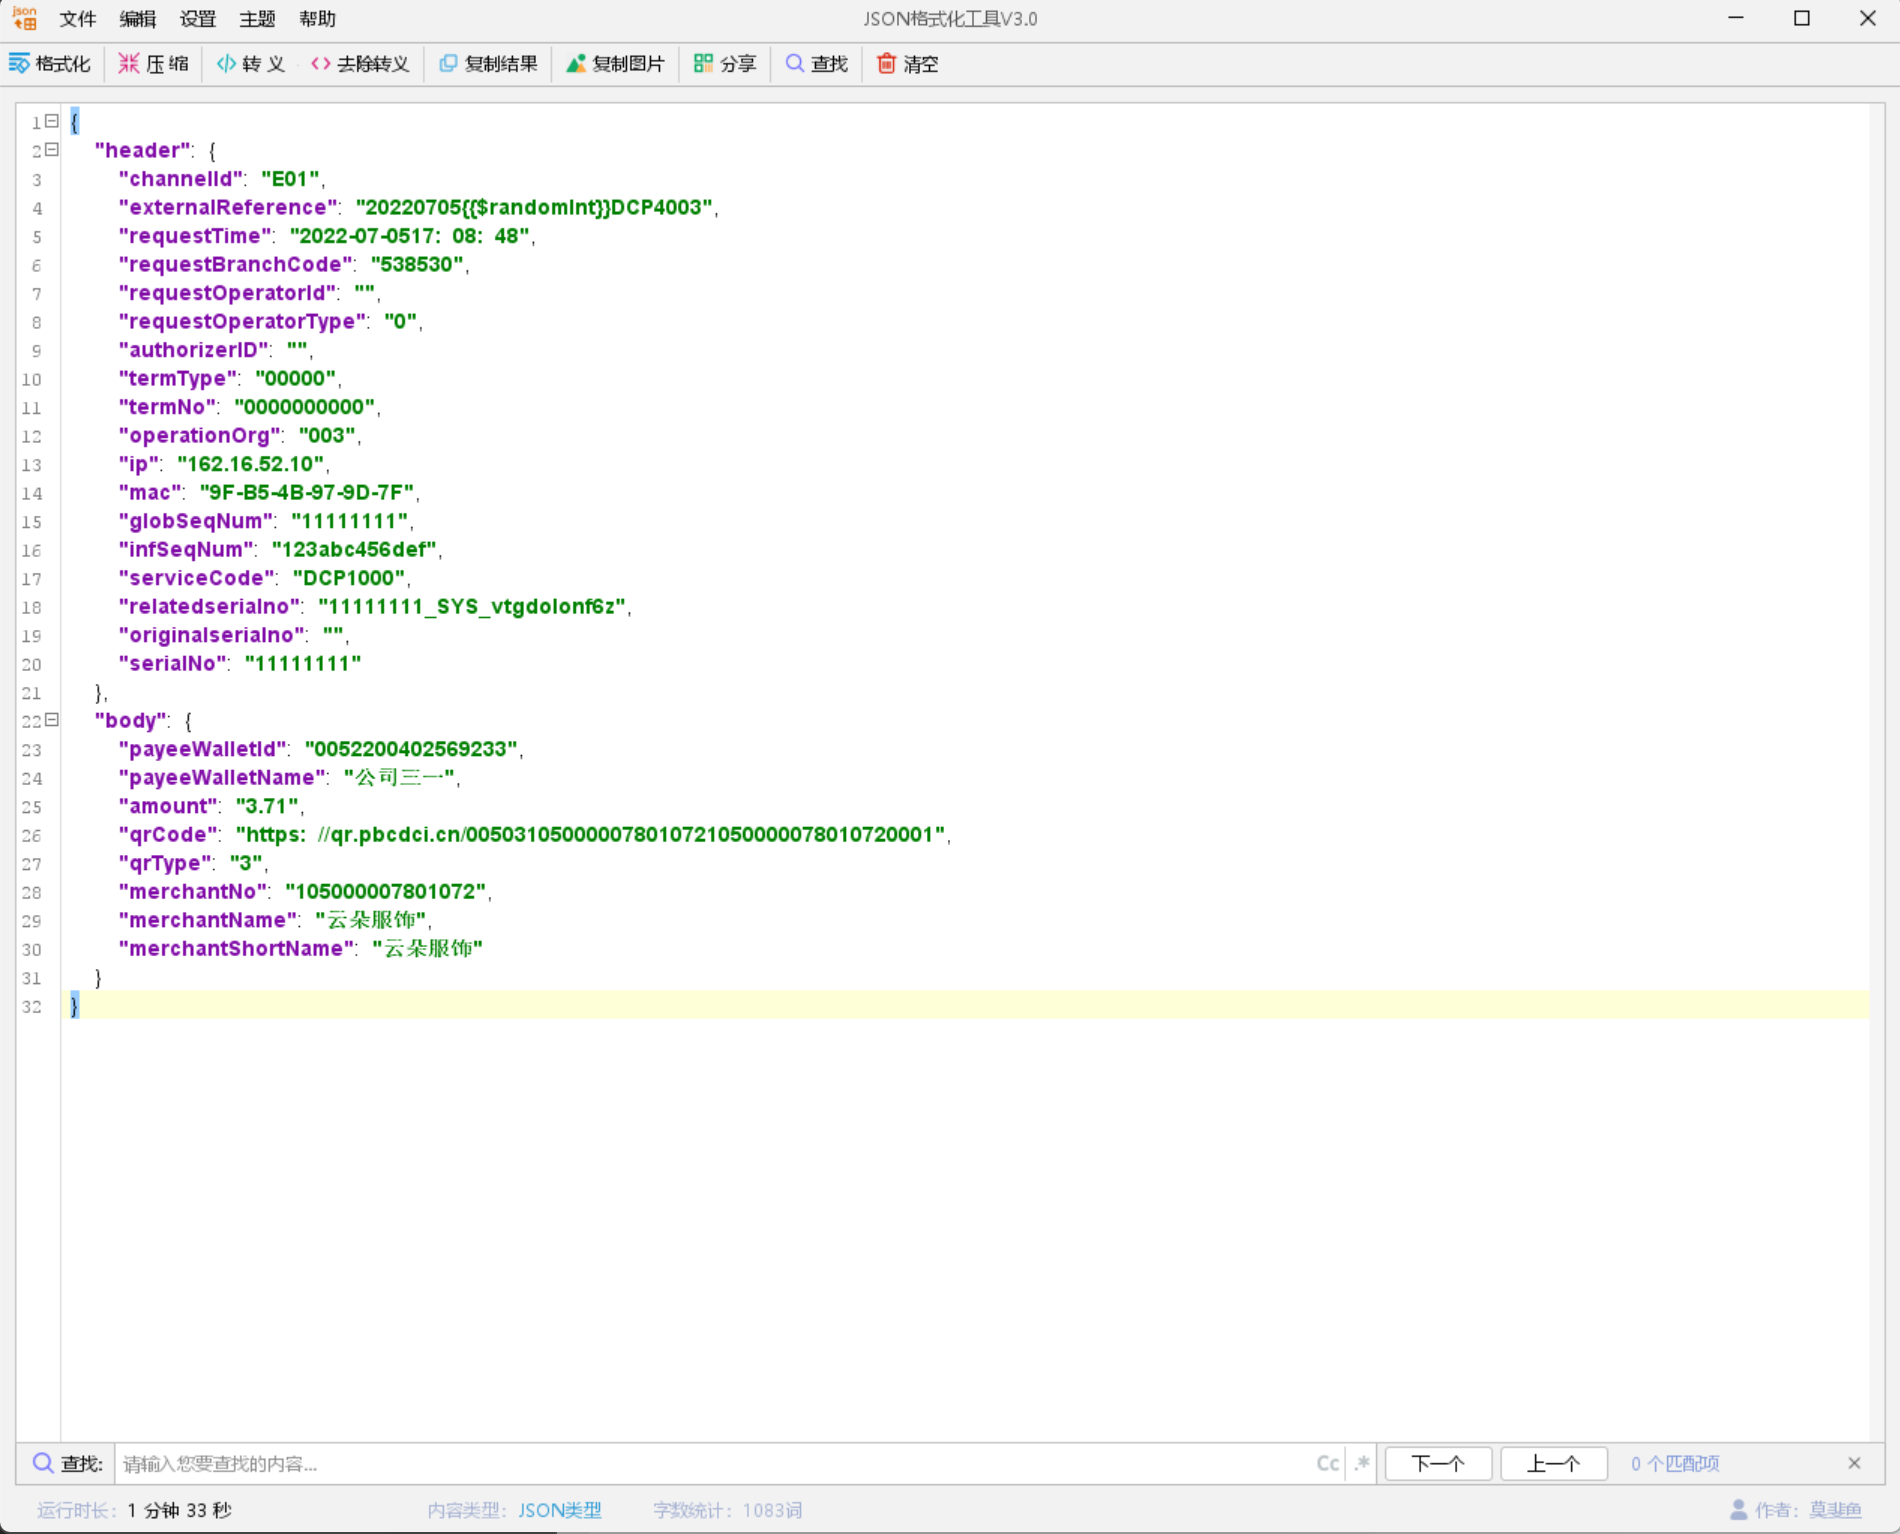 json
文件 编辑 设置 主题 帮助
JSON格式化工具V3.0
格式化 压 缩 转 义 去除转义 复制结果 复制图片 分享 查找 清空
1 {
2 "header": {
3 "channelId": "E01",
4 "externalReference": "20220705{{$randomInt}}DCP4003",
5 "requestTime": "2022-07-0517: 08: 48",
6 "requestBranchCode": "538530",
7 "requestOperatorId": "",
8 "requestOperatorType": "0",
9 "authorizerID": "",
10 "termType": "00000",
11 "termNo": "0000000000",
12 "operationOrg": "003",
13 "ip": "162.16.52.10",
14 "mac": "9F-B5-4B-97-9D-7F",
15 "globSeqNum": "11111111",
16 "infSeqNum": "123abc456def",
17 "serviceCode": "DCP1000",
18 "relatedserialno": "11111111_SYS_vtgdolonf6z",
19 "originalserialno": "",
20 "serialNo": "11111111"
21 },
22 "body": {
23 "payeeWalletId": "0052200402569233",
24 "payeeWalletName": "公司三一",
25 "amount": "3.71",
26 "qrCode": "https: //qr.pbcdci.cn/0050310500000780107210500000780107​20001",
27 "qrType": "3",
28 "merchantNo": "105000007801072",
29 "merchantName": "云朵服饰",
30 "merchantShortName": "云朵服饰"
31 }
32 }
查找: 请输入您要查找的内容... Cc .* 下一个 上一个 0 个匹配项
运行时长: 1 分钟 33 秒 内容类型: JSON类型 字数统计: 1083词 作者: 莫斐鱼